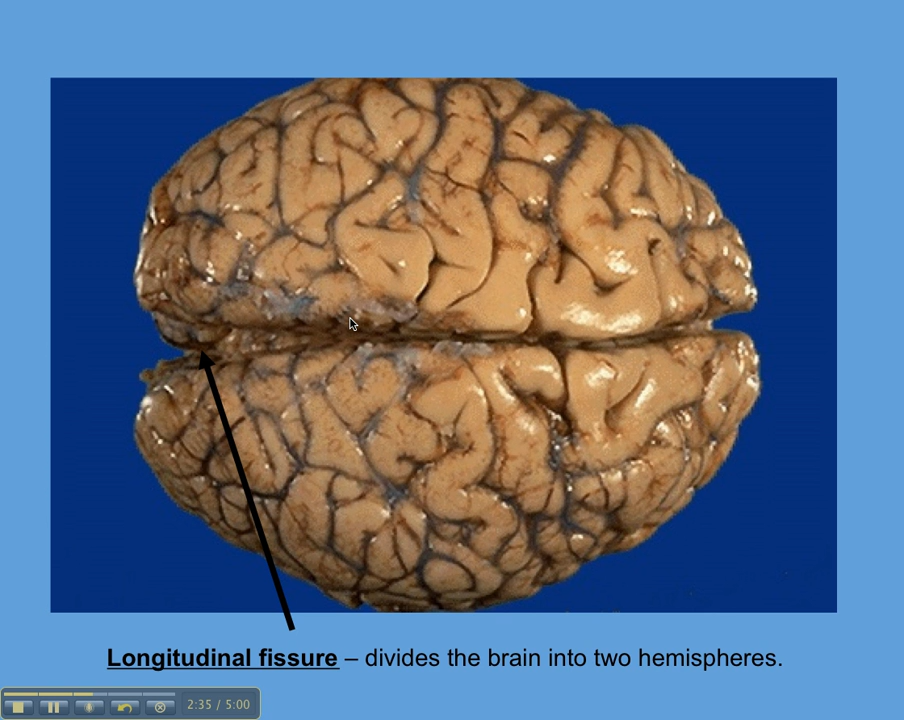 Longitudinal fissure – divides the brain into two hemispheres.
2:35 / 5:00